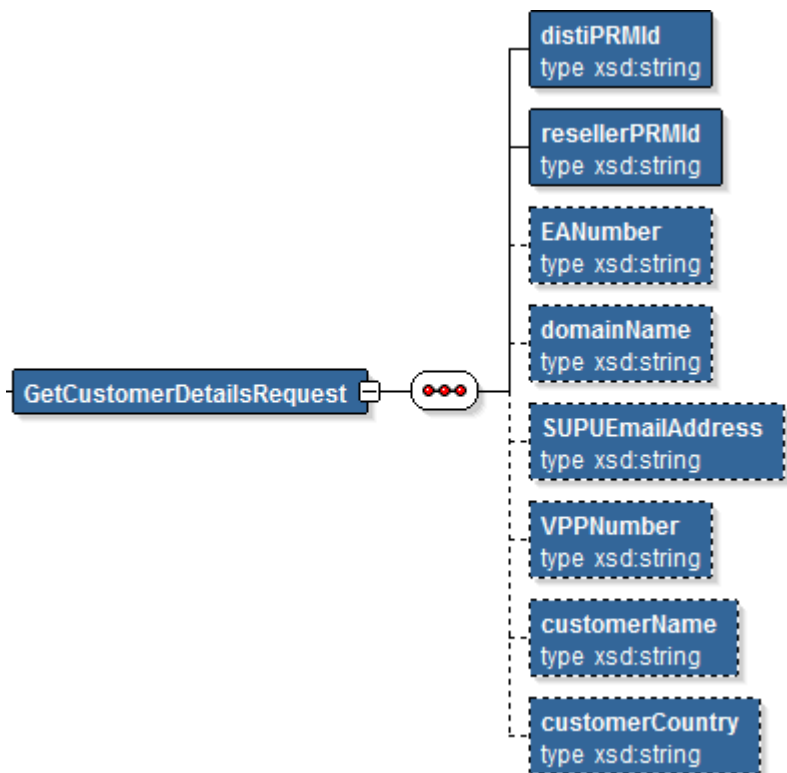 distiPRMId
type xsd:string
resellerPRMId
type xsd:string
EANumber
type xsd:string
domainName
type xsd:string
GetCustomerDetailsRequest
SUPUEmailAddress
type xsd:string
VPPNumber
type xsd:string
customerName
type xsd:string
customerCountry
type xsd:string